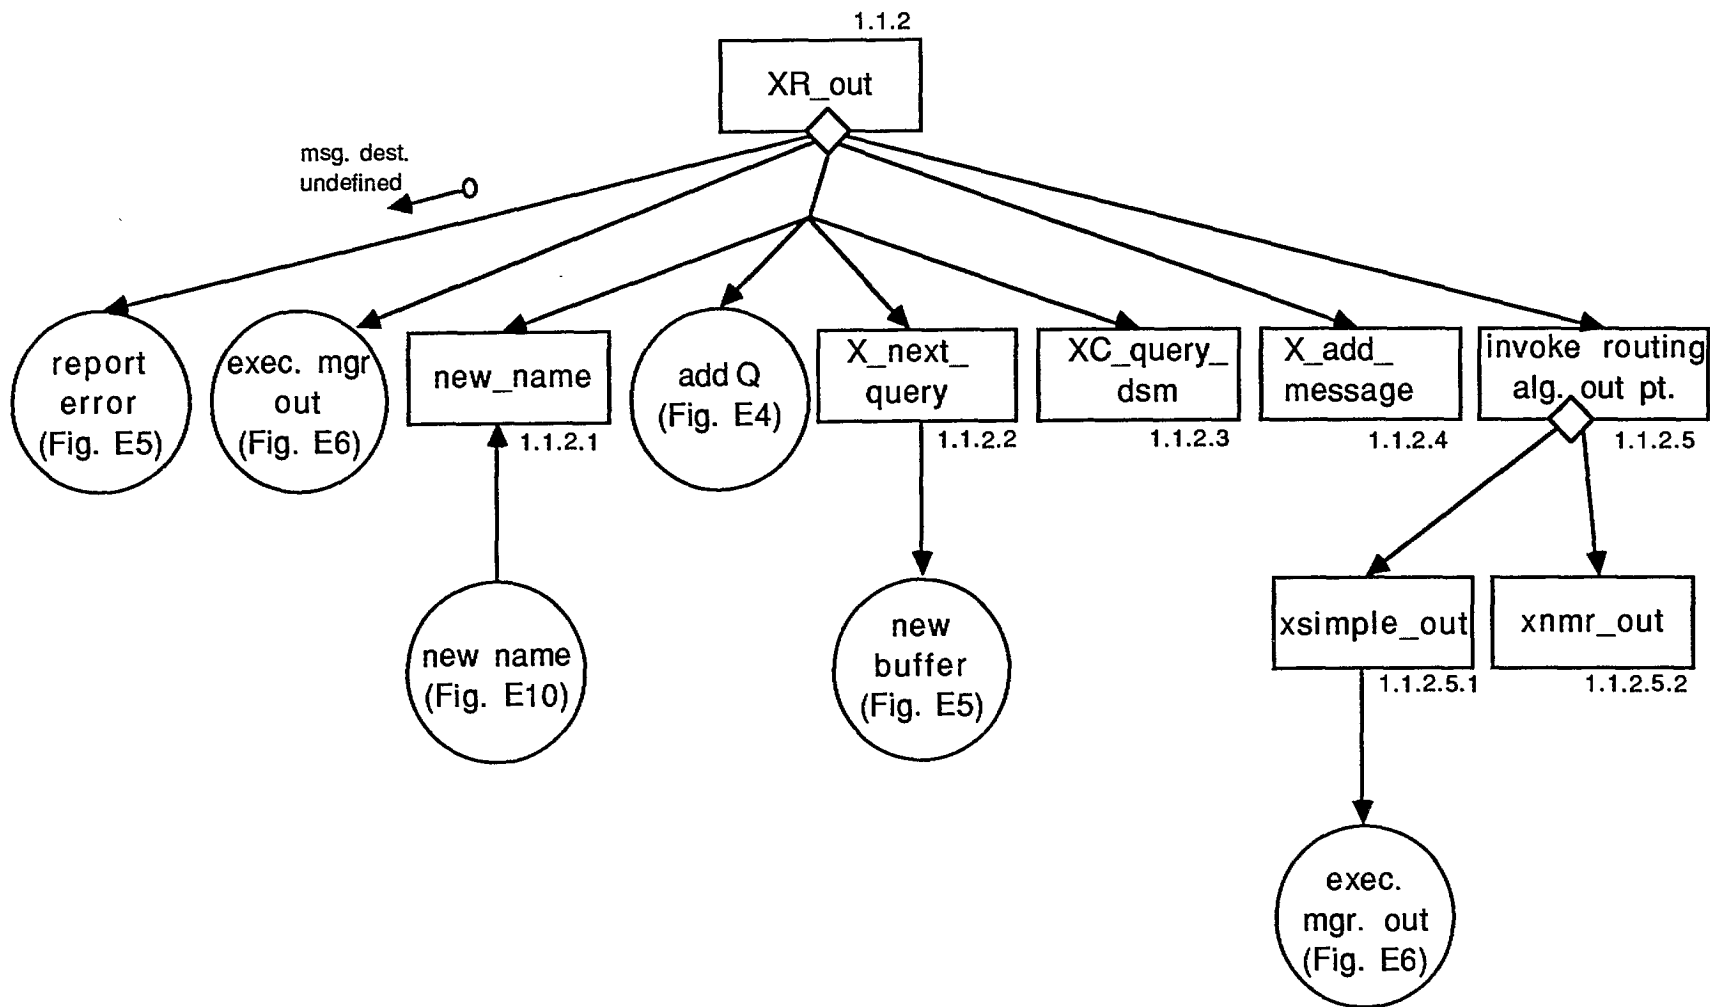 1.1.2
XR_out
msg. dest.
undefined
report
error
(Fig. E5)
exec. mgr
out
(Fig. E6)
new_name
1.1.2.1
add Q
(Fig. E4)
X_next_
query
1.1.2.2
XC_query_
dsm
1.1.2.3
X_add_
message
1.1.2.4
invoke routing
alg. out pt.
1.1.2.5
new name
(Fig. E10)
new
buffer
(Fig. E5)
xsimple_out
1.1.2.5.1
xnmr_out
1.1.2.5.2
exec.
mgr. out
(Fig. E6)